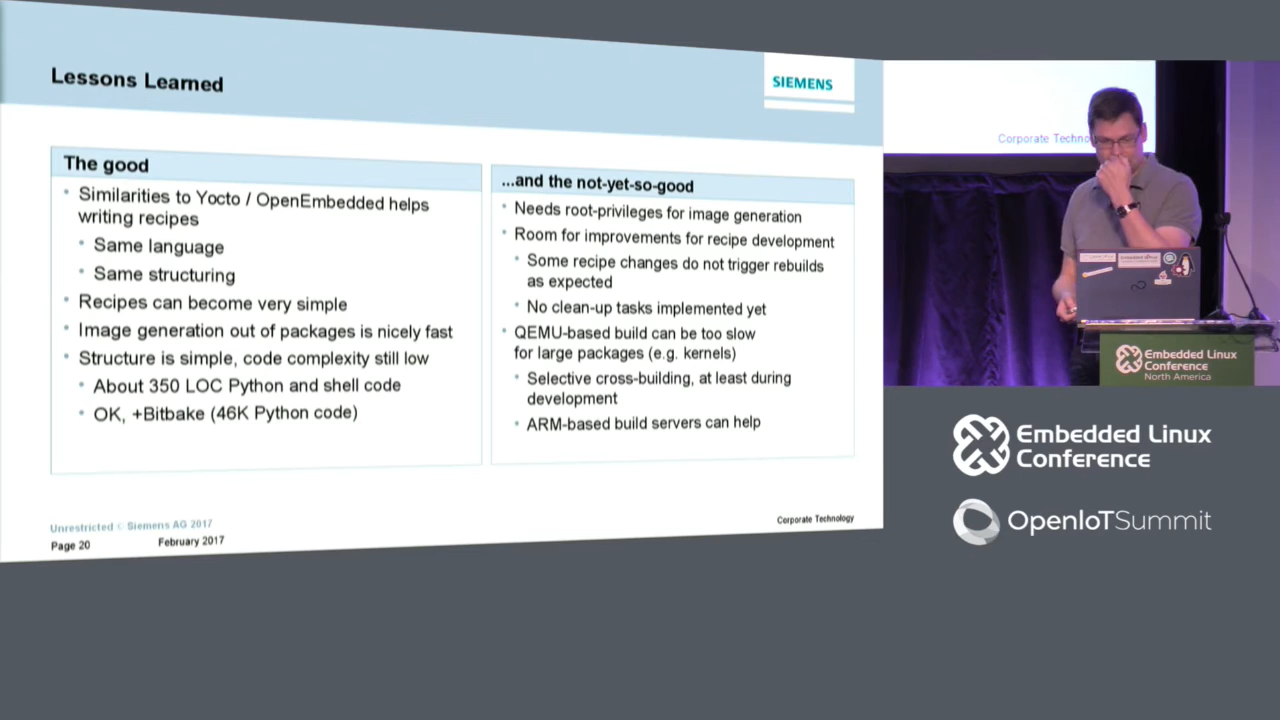 Lessons Learned
SIEMENS
The good
Similarities to Yocto / OpenEmbedded helps
writing recipes
Same language
Same structuring
Recipes can become very simple
Image generation out of packages is nicely fast
Structure is simple, code complexity still low
About 350 LOC Python and shell code
OK, +Bitbake (46K Python code)
...and the not-yet-so-good
Needs root-privileges for image generation
Room for improvements for recipe development
Some recipe changes do not trigger rebuilds
as expected
No clean-up tasks implemented yet
QEMU-based build can be too slow
for large packages (e.g. kernels)
Selective cross-building, at least during
development
ARM-based build servers can help
Unrestricted © Siemens AG 2017
Page 20
February 2017
Corporate Technology
Corporate Techno
Embedded Linux
Conference
North America
Embedded Linux
Conference
OpenIoTSummit